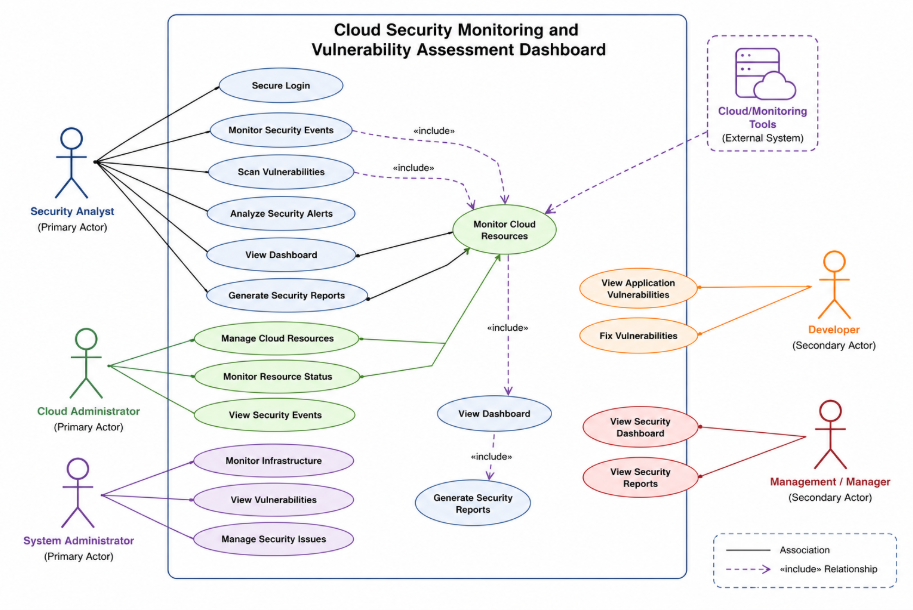 Cloud Security Monitoring and
Vulnerability Assessment Dashboard
Secure Login
Monitor Security Events
Scan Vulnerabilities
Analyze Security Alerts
View Dashboard
Generate Security Reports
«include»
«include»
Monitor Cloud
Resources
Cloud/Monitoring
Tools
(External System)
Security Analyst
(Primary Actor)
Manage Cloud Resources
Monitor Resource Status
View Security Events
Cloud Administrator
(Primary Actor)
Monitor Infrastructure
View Vulnerabilities
Manage Security Issues
System Administrator
(Primary Actor)
«include»
View Dashboard
«include»
Generate Security
Reports
View Application
Vulnerabilities
Fix Vulnerabilities
Developer
(Secondary Actor)
View Security
Dashboard
View Security
Reports
Management / Manager
(Secondary Actor)
Association
«include» Relationship